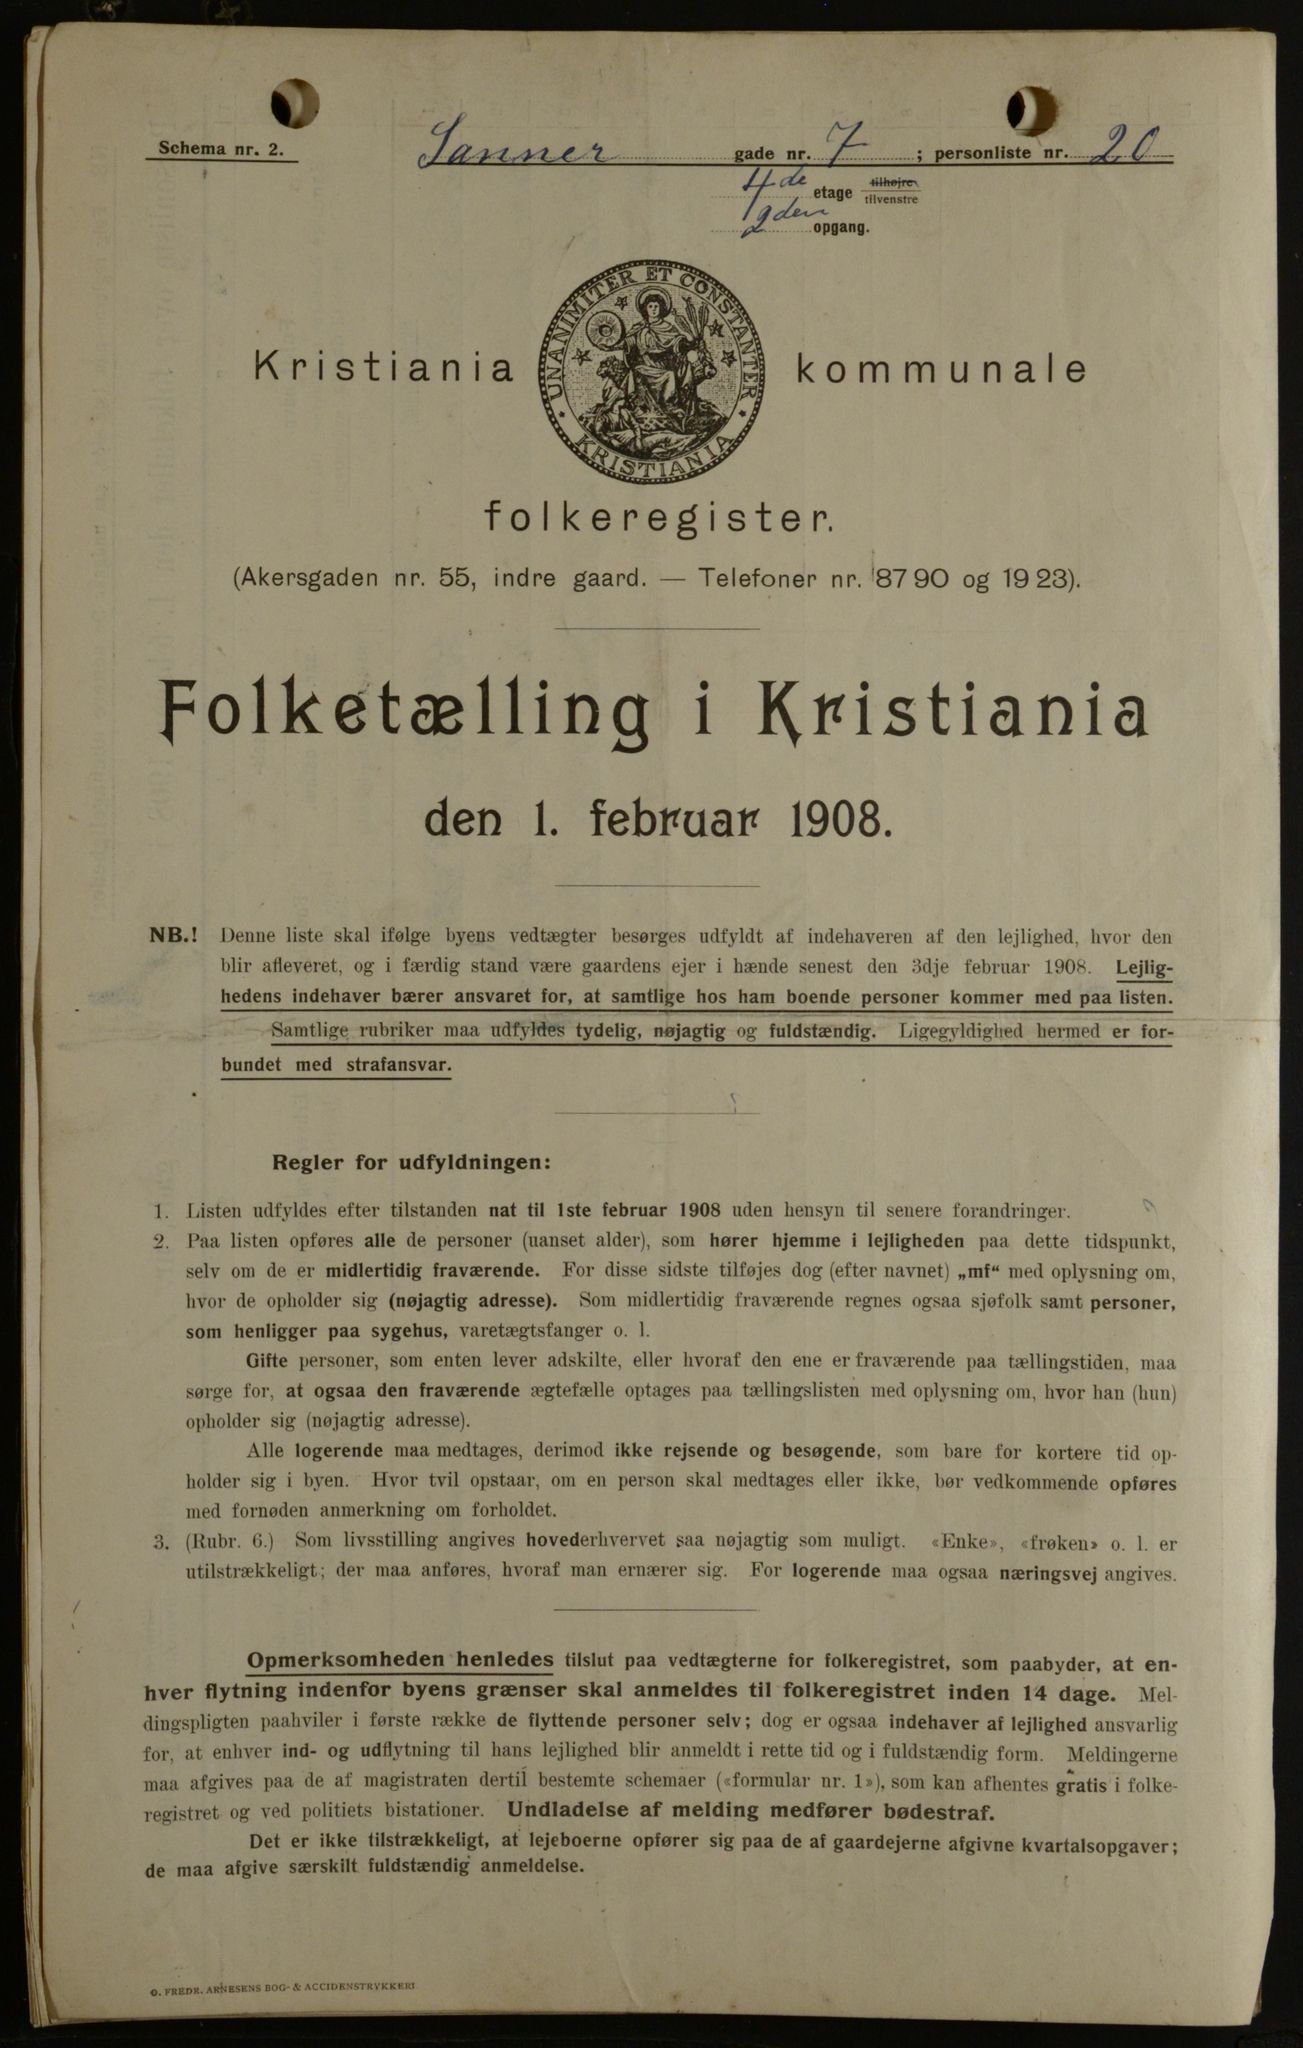 Schema nr. 2. Sanner gade nr. 7 ; personliste nr. 20
4de etage tilhøjre
tilvenstre
2den opgang.
UNANIMITER ET CONSTANTER
KRISTIANIA
Kristiania kommunale
folkeregister.
(Akersgaden nr. 55, indre gaard. — Telefoner nr. 87 90 og 19 23).
Folketælling i Kristiania
den 1. februar 1908.
NB.! Denne liste skal ifølge byens vedtægter besørges udfyldt af indehaveren af den lejlighed, hvor den
blir afleveret, og i færdig stand være gaardens ejer i hænde senest den 3dje februar 1908. Lejlig-
hedens indehaver bærer ansvaret for, at samtlige hos ham boende personer kommer med paa listen.
Samtlige rubriker maa udfyldes tydelig, nøjagtig og fuldstændig. Ligegyldighed hermed er for-
bundet med strafansvar.
Regler for udfyldningen:
1. Listen udfyldes efter tilstanden nat til 1ste februar 1908 uden hensyn til senere forandringer.
2. Paa listen opføres alle de personer (uanset alder), som hører hjemme i lejligheden paa dette tidspunkt,
selv om de er midlertidig fraværende. For disse sidste tilføjes dog (efter navnet) „mf“ med oplysning om,
hvor de opholder sig (nøjagtig adresse). Som midlertidig fraværende regnes ogsaa sjøfolk samt personer,
som henligger paa sygehus, varetægtsfanger o. l.
Gifte personer, som enten lever adskilte, eller hvoraf den ene er fraværende paa tællingstiden, maa
sørge for, at ogsaa den fraværende ægtefælle optages paa tællingslisten med oplysning om, hvor han (hun)
opholder sig (nøjagtig adresse).
Alle logerende maa medtages, derimod ikke rejsende og besøgende, som bare for kortere tid op-
holder sig i byen. Hvor tvil opstaar, om en person skal medtages eller ikke, bør vedkommende opføres
med fornøden anmerkning om forholdet.
3. (Rubr. 6.) Som livsstilling angives hovederhvervet saa nøjagtig som muligt. «Enke», «frøken» o. l. er
utilstrækkeligt; der maa anføres, hvoraf man ernærer sig. For logerende maa ogsaa næringsvej angives.
Opmerksomheden henledes tilslut paa vedtægterne for folkeregistret, som paabyder, at en-
hver flytning indenfor byens grænser skal anmeldes til folkeregistret inden 14 dage. Mel-
dingspligten paahviler i første række de flyttende personer selv; dog er ogsaa indehaver af lejlighed ansvarlig
for, at enhver ind- og udflytning til hans lejlighed blir anmeldt i rette tid og i fuldstændig form. Meldingerne
maa afgives paa de af magistraten dertil bestemte schemaer («formular nr. 1»), som kan afhentes gratis i folke-
registret og ved politiets bistationer. Undladelse af melding medfører bødestraf.
Det er ikke tilstrækkeligt, at lejeboerne opfører sig paa de af gaardejerne afgivne kvartalsopgaver;
de maa afgive særskilt fuldstændig anmeldelse.
O. FREDR. ARNESENS BOG- & ACCIDENSTRYKKERI